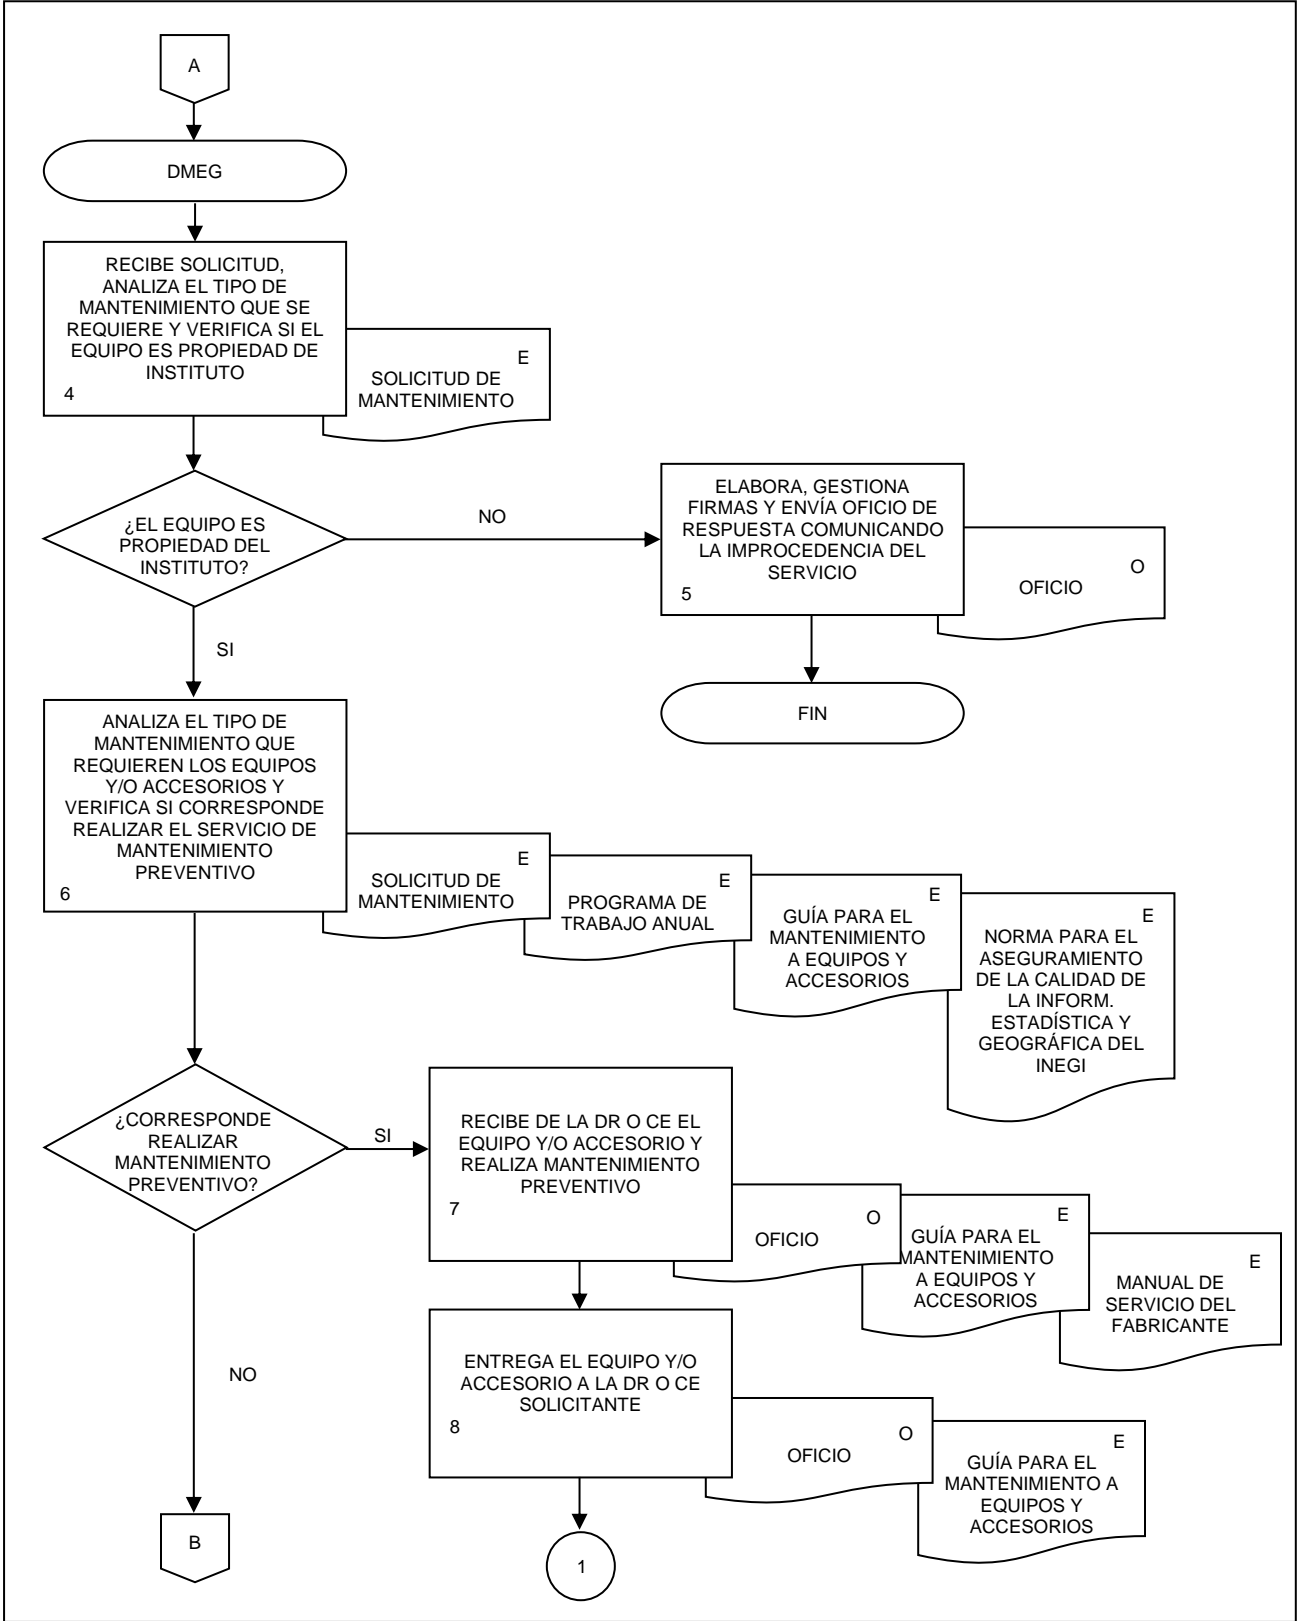 A
DMEG
RECIBE SOLICITUD,
ANALIZA EL TIPO DE
MANTENIMIENTO QUE SE
REQUIERE Y VERIFICA SI EL
EQUIPO ES PROPIEDAD DE
INSTITUTO
4
E
SOLICITUD DE
MANTENIMIENTO
¿EL EQUIPO ES
PROPIEDAD DEL
INSTITUTO?
NO
ELABORA, GESTIONA
FIRMAS Y ENVÍA OFICIO DE
RESPUESTA COMUNICANDO
LA IMPROCEDENCIA DEL
SERVICIO
5
O
OFICIO
FIN
SI
ANALIZA EL TIPO DE
MANTENIMIENTO QUE
REQUIEREN LOS EQUIPOS
Y/O ACCESORIOS Y
VERIFICA SI CORRESPONDE
REALIZAR EL SERVICIO DE
MANTENIMIENTO
PREVENTIVO
6
E
SOLICITUD DE
MANTENIMIENTO
E
PROGRAMA DE
TRABAJO ANUAL
E
GUÍA PARA EL
MANTENIMIENTO
A EQUIPOS Y
ACCESORIOS
E
NORMA PARA EL
ASEGURAMIENTO
DE LA CALIDAD DE
LA INFORM.
ESTADÍSTICA Y
GEOGRÁFICA DEL
INEGI
¿CORRESPONDE
REALIZAR
MANTENIMIENTO
PREVENTIVO?
SI
RECIBE DE LA DR O CE EL
EQUIPO Y/O ACCESORIO Y
REALIZA MANTENIMIENTO
PREVENTIVO
7
O
OFICIO
E
GUÍA PARA EL
MANTENIMIENTO
A EQUIPOS Y
ACCESORIOS
E
MANUAL DE
SERVICIO DEL
FABRICANTE
NO
ENTREGA EL EQUIPO Y/O
ACCESORIO A LA DR O CE
SOLICITANTE
8
O
OFICIO
E
GUÍA PARA EL
MANTENIMIENTO A
EQUIPOS Y
ACCESORIOS
B
1